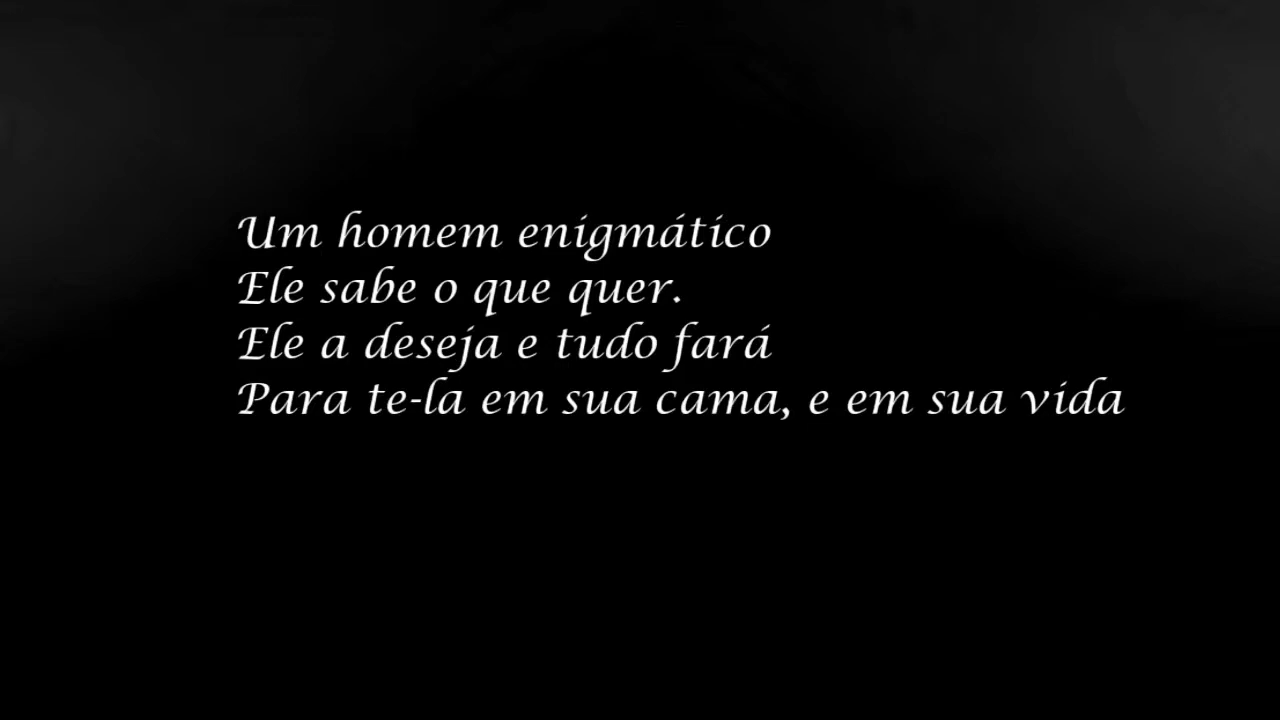 Um homem enigmático
Ele sabe o que quer.
Ele a deseja e tudo fará
Para te-la em sua cama, e em sua vida